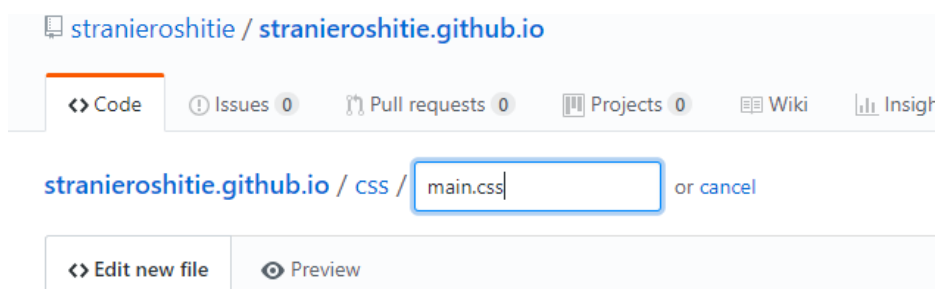 stranieroshitie / stranieroshitie.github.io
<> Code Issues 0 Pull requests 0 Projects 0 Wiki Insigh
stranieroshitie.github.io / css / main.css or cancel
<> Edit new file Preview